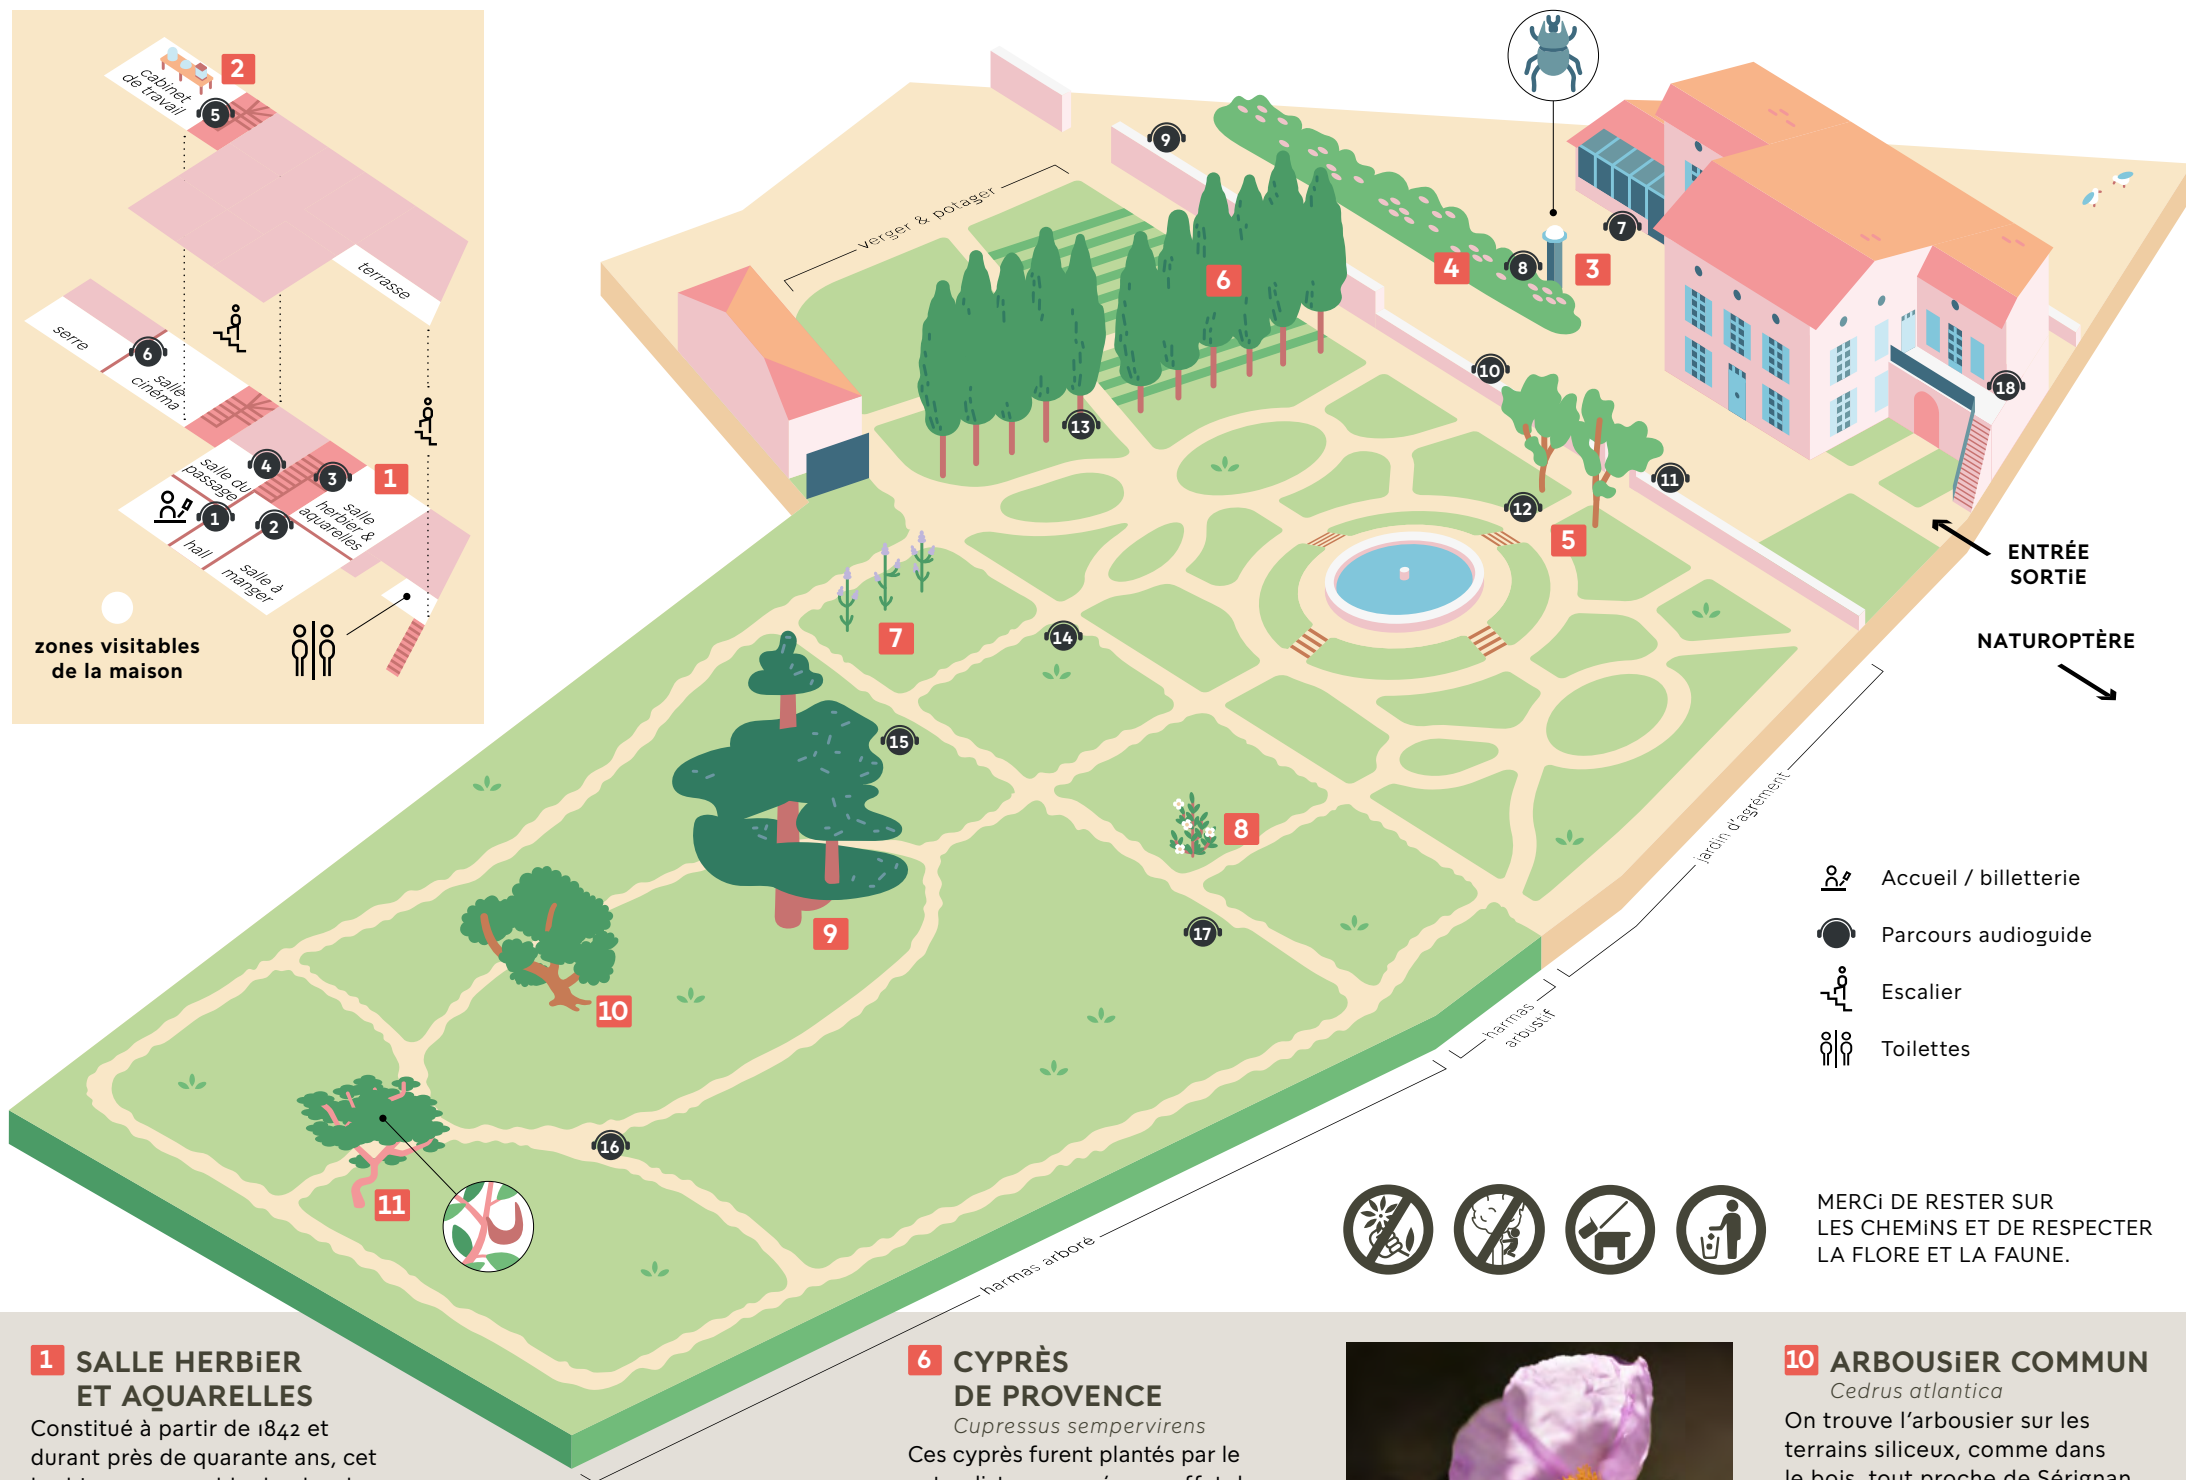 2
cabinet
de travail
5
terrasse
serre
6
salle
cinéma
salle du
passage
4
3
1
salle
herbier &
aquarelles
1
2
hall
salle à
manger
zones visitables
de la maison
verger & potager
9
6
4
8
3
7
10
18
13
11
12
5
ENTRÉE
SORTiE
7
14
NATUROPTÈRE
15
8
jardin d'agrément
9
17
10
harmas
arbustif
16
11
harmas arboré
Accueil / billetterie
Parcours audioguide
Escalier
Toilettes
MERCi DE RESTER SUR
LES CHEMiNS ET DE RESPECTER
LA FLORE ET LA FAUNE.
1 SALLE HERBiER
ET AQUARELLES
Constitué à partir de 1842 et
durant près de quarante ans, cet
6 CYPRÈS
DE PROVENCE
Cupressus sempervirens
Ces cyprès furent plantés par le
10 ARBOUSiER COMMUN
Cedrus atlantica
On trouve l'arbousier sur les
terrains siliceux, comme dans
le bois, tout proche de Sérignan